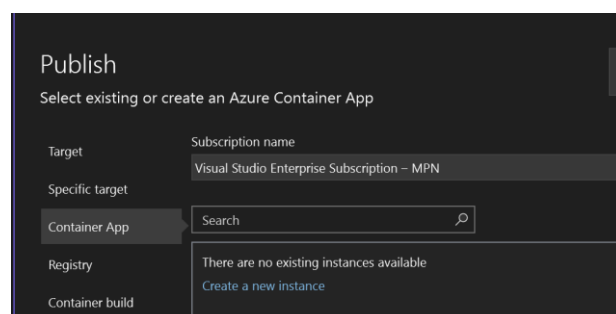 Publish
Select existing or create an Azure Container App
Target
Specific target
Container App
Registry
Container build
Subscription name
Visual Studio Enterprise Subscription – MPN
Search
There are no existing instances available
Create a new instance